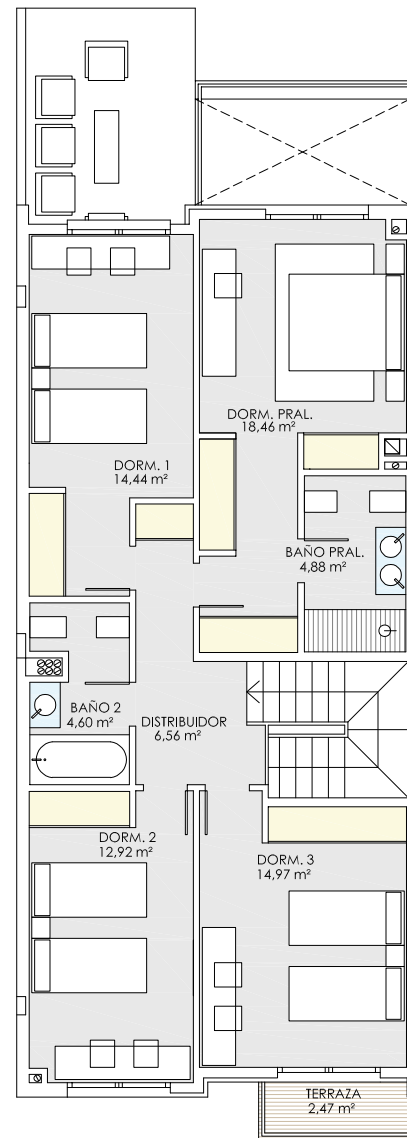 DORM. PRAL.
18,46 m²
DORM. 1
14,44 m²
BAÑO PRAL.
4,88 m²
BAÑO 2
4,60 m²
DISTRIBUIDOR
6,56 m²
DORM. 2
12,92 m²
DORM. 3
14,97 m²
TERRAZA
2,47 m²